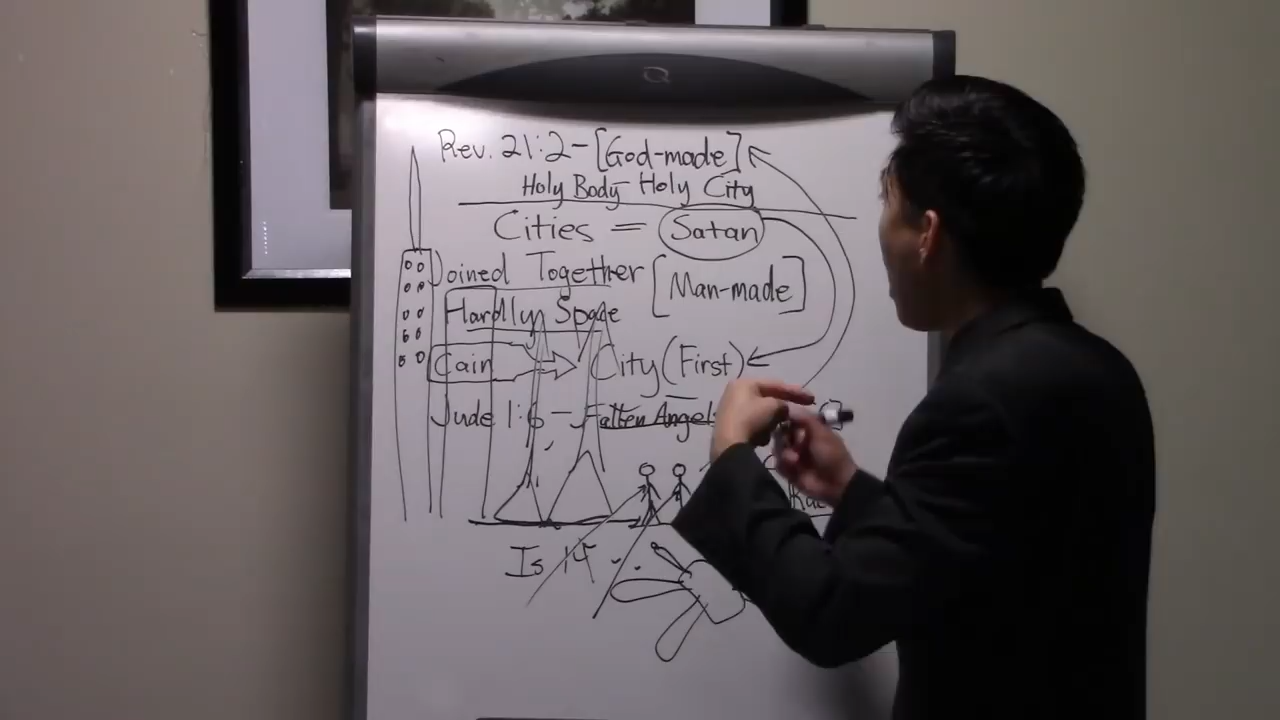 Rev. 21:2-[God-made]
Holy Body Holy City
Cities = Satan
Joined Together [Man-made]
Hardly Space
Cain City (First)
Jude 1:6 - Fallen Angels
Is 14